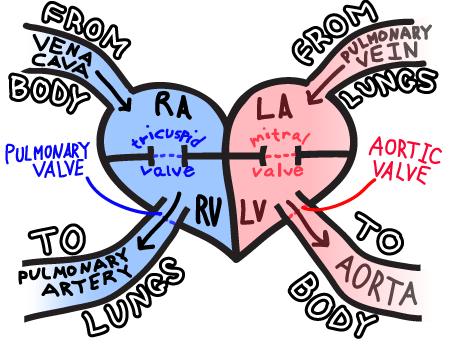 FROM
VENA
CAVA
BODY
FROM
PULMONARY
VEIN
LUNGS
RA
LA
tricuspid
valve
mitral
valve
PULMONARY
VALVE
AORTIC
VALVE
RV
LV
TO
PULMONARY
ARTERY
LUNGS
TO
AORTA
BODY